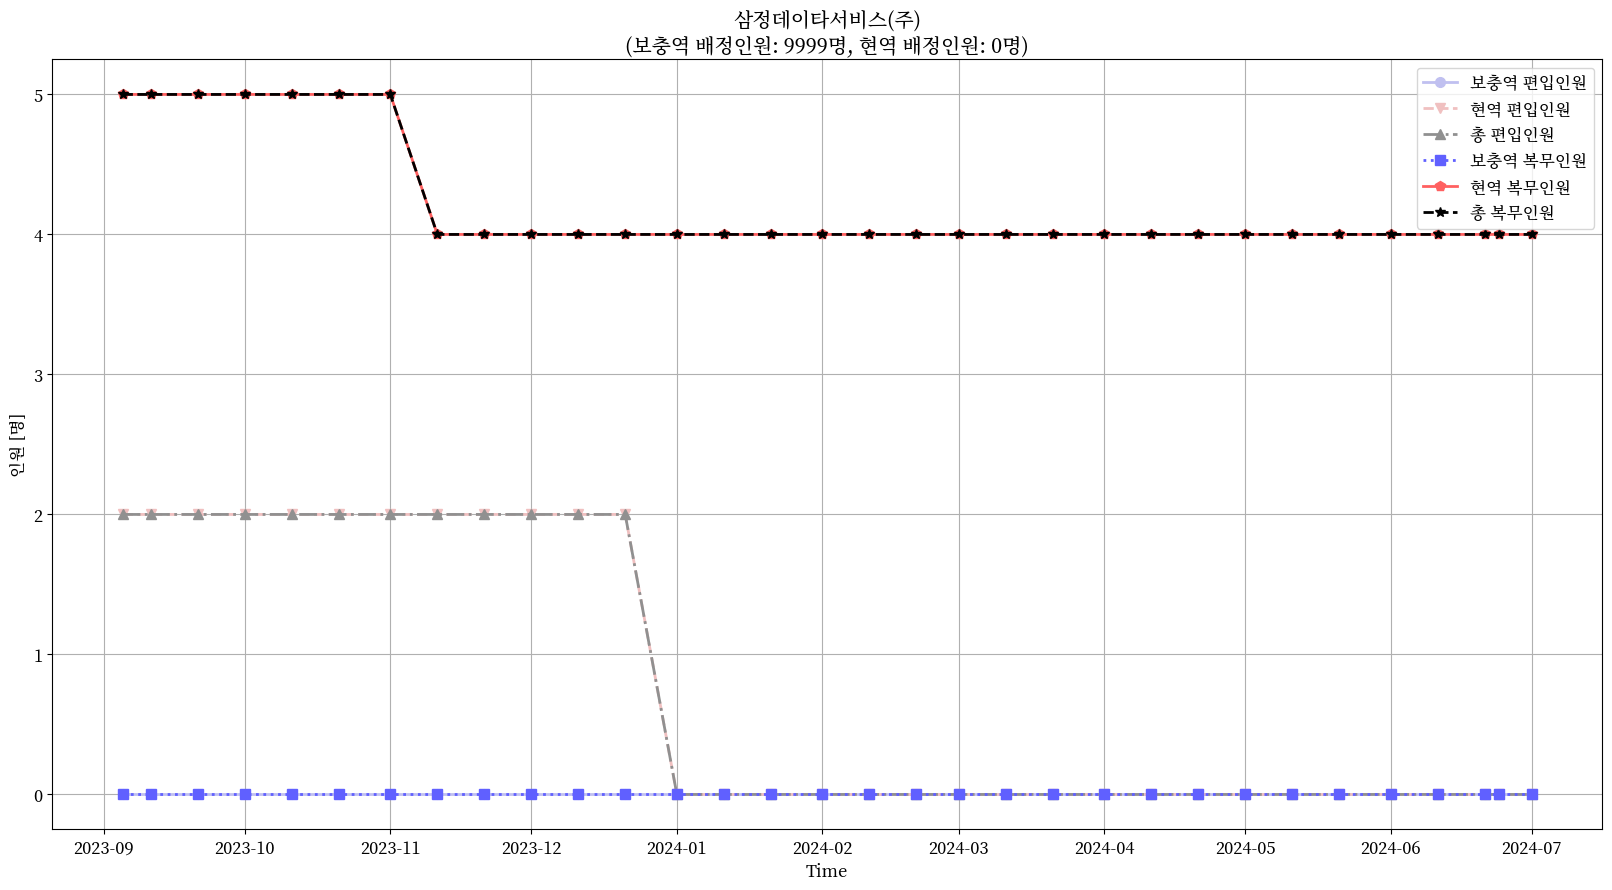 삼정데이타서비스(주)
(보충역 배정인원: 9999명, 현역 배정인원: 0명)
보충역 편입인원
현역 편입인원
총 편입인원
보충역 복무인원
현역 복무인원
총 복무인원
인원 [명]
5
4
3
2
1
0
2023-09 2023-10 2023-11 2023-12 2024-01 2024-02 2024-03 2024-04 2024-05 2024-06 2024-07
Time